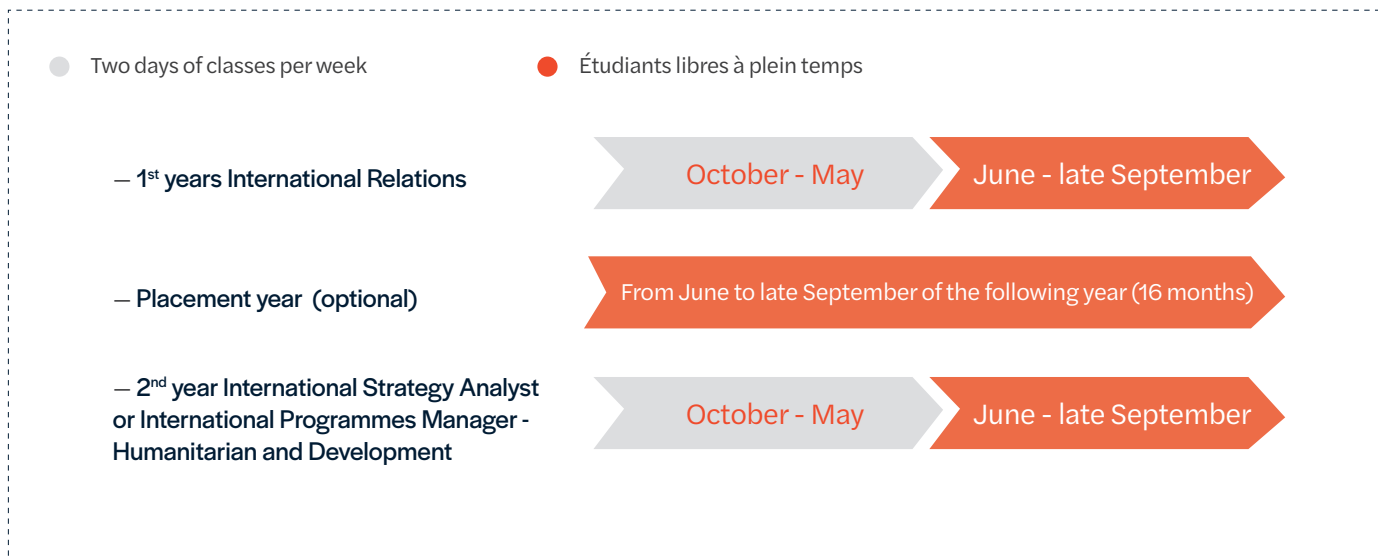 Two days of classes per week
Étudiants libres à plein temps
— 1st years International Relations
October - May
June - late September
— Placement year (optional)
From June to late September of the following year (16 months)
— 2nd year International Strategy Analyst
or International Programmes Manager -
Humanitarian and Development
October - May
June - late September